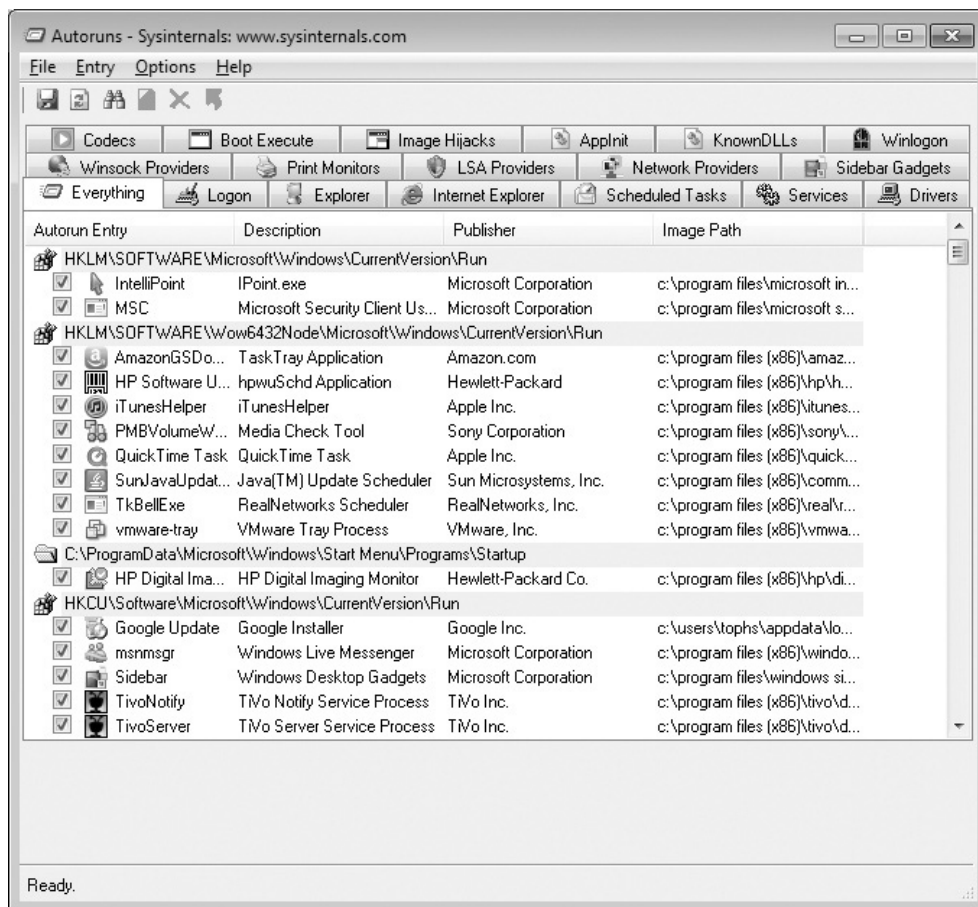 Autoruns - Sysinternals: www.sysinternals.com
File Entry Options Help
Codecs Boot Execute Image Hijacks AppInit KnownDLLs Winlogon
Winsock Providers Print Monitors LSA Providers Network Providers Sidebar Gadgets
Everything Logon Explorer Internet Explorer Scheduled Tasks Services Drivers
Autorun Entry Description Publisher Image Path
HKLM\SOFTWARE\Microsoft\Windows\CurrentVersion\Run
IntelliPoint IPoint.exe Microsoft Corporation c:\program files\microsoft in...
MSC Microsoft Security Client Us... Microsoft Corporation c:\program files\microsoft s...
HKLM\SOFTWARE\Wow6432Node\Microsoft\Windows\CurrentVersion\Run
AmazonGSDo... TaskTray Application Amazon.com c:\program files (x86)\amaz...
HP Software U... hpwuSchd Application Hewlett-Packard c:\program files (x86)\hp\h...
iTunesHelper iTunesHelper Apple Inc. c:\program files (x86)\itunes...
PMBVolumeW... Media Check Tool Sony Corporation c:\program files (x86)\sony\...
QuickTime Task QuickTime Task Apple Inc. c:\program files (x86)\quick...
SunJavaUpdat... Java(TM) Update Scheduler Sun Microsystems, Inc. c:\program files (x86)\comm...
TkBellExe RealNetworks Scheduler RealNetworks, Inc. c:\program files (x86)\real\r...
vmware-tray VMware Tray Process VMware, Inc. c:\program files (x86)\vmwa...
C:\ProgramData\Microsoft\Windows\Start Menu\Programs\Startup
HP Digital Ima... HP Digital Imaging Monitor Hewlett-Packard Co. c:\program files (x86)\hp\di...
HKCU\Software\Microsoft\Windows\CurrentVersion\Run
Google Update Google Installer Google Inc. c:\users\tophs\appdata\lo...
msnmsgr Windows Live Messenger Microsoft Corporation c:\program files (x86)\windo...
Sidebar Windows Desktop Gadgets Microsoft Corporation c:\program files\windows si...
TivoNotify TiVo Notify Service Process TiVo Inc. c:\program files (x86)\tivo\d...
TivoServer TiVo Server Service Process TiVo Inc. c:\program files (x86)\tivo\d...
Ready.